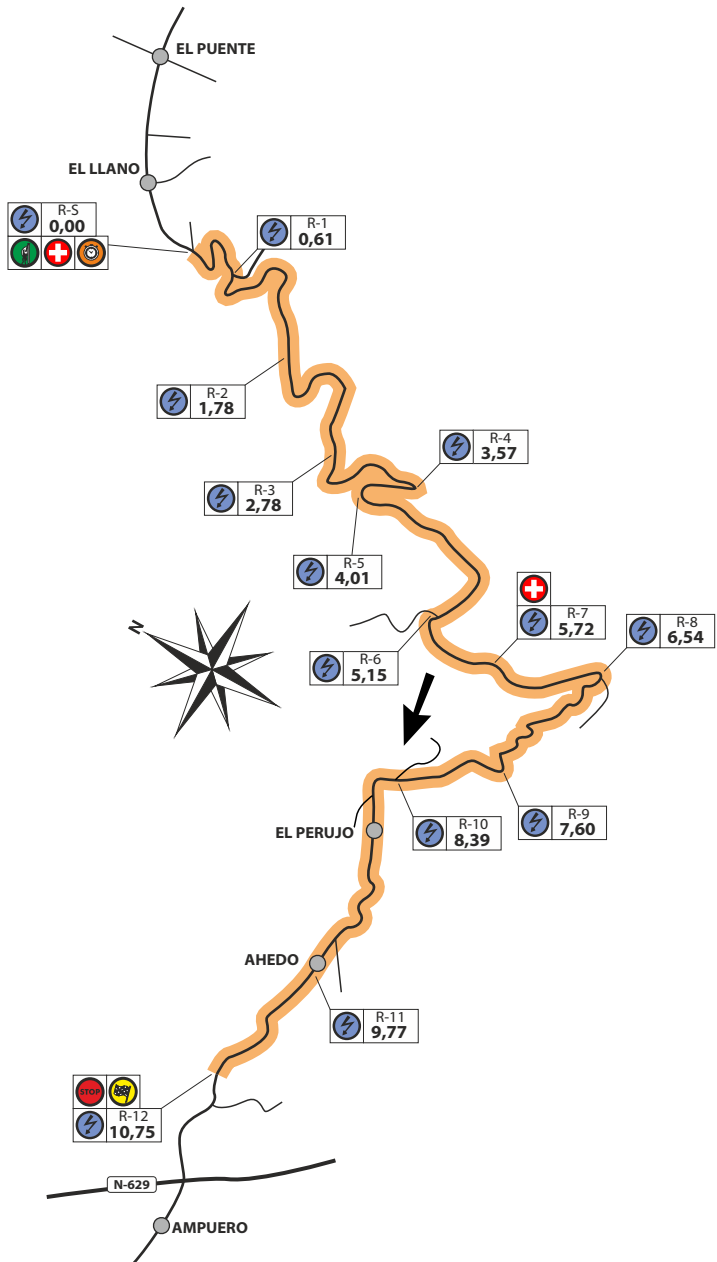 EL PUENTE
EL LLANO
R-S
0,00
R-1
0,61
R-2
1,78
R-4
3,57
R-3
2,78
R-5
4,01
R-7
5,72
R-8
6,54
N
R-6
5,15
R-9
7,60
R-10
8,39
EL PERUJO
AHEDO
R-11
9,77
STOP
R-12
10,75
N-629
AMPUERO